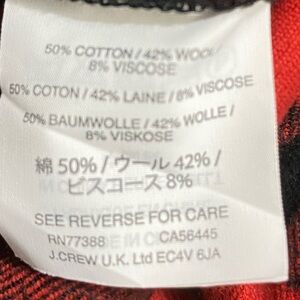 50% COTTON / 42% WOOL /
8% VISCOSE
50% COTON / 42% LAINE / 8% VISCOSE
50% BAUMWOLLE / 42% WOLLE /
8% VISKOSE
綿 50% / ウール 42% /
ビスコース 8%
SEE REVERSE FOR CARE
RN77388 CA56445
J.CREW U.K. Ltd EC4V 6JA